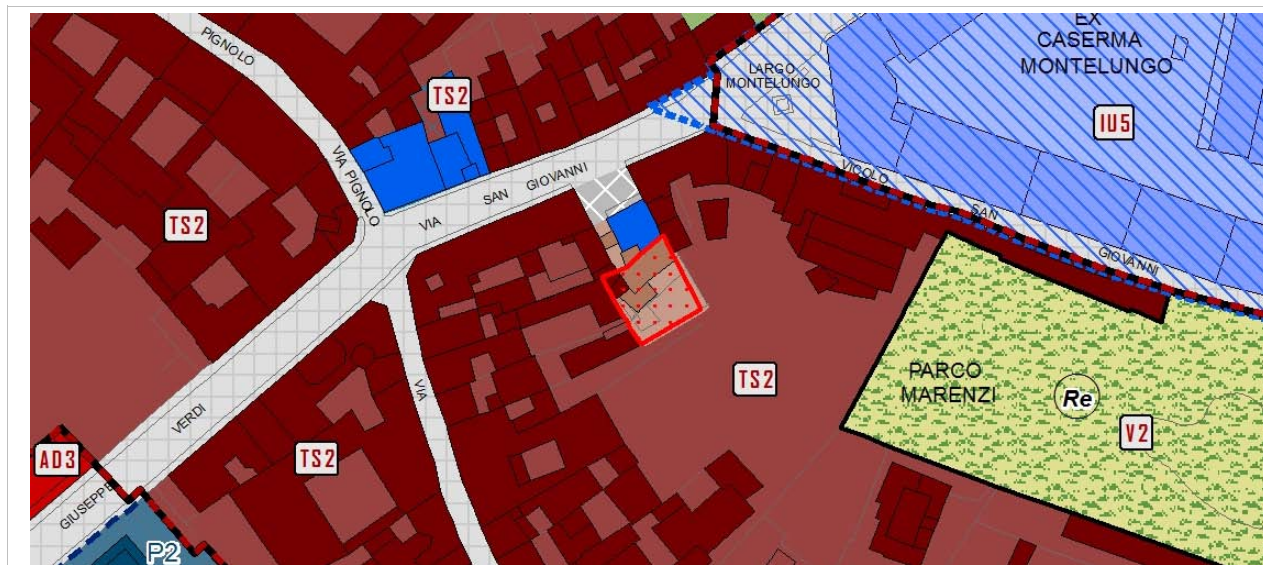 PIGNOLO
EX
CASERMA
MONTELUNGO
LARGO
MONTELUNGO
TS2
IU5
VIA PIGNOLO
VIA
SAN
GIOVANNI
VICOLO
SAN
GIOVANNI
TS2
PARCO
MARENZI
Re
V2
TS2
VIA
VERDI
TS2
AD3
GIUSEPPE
P2